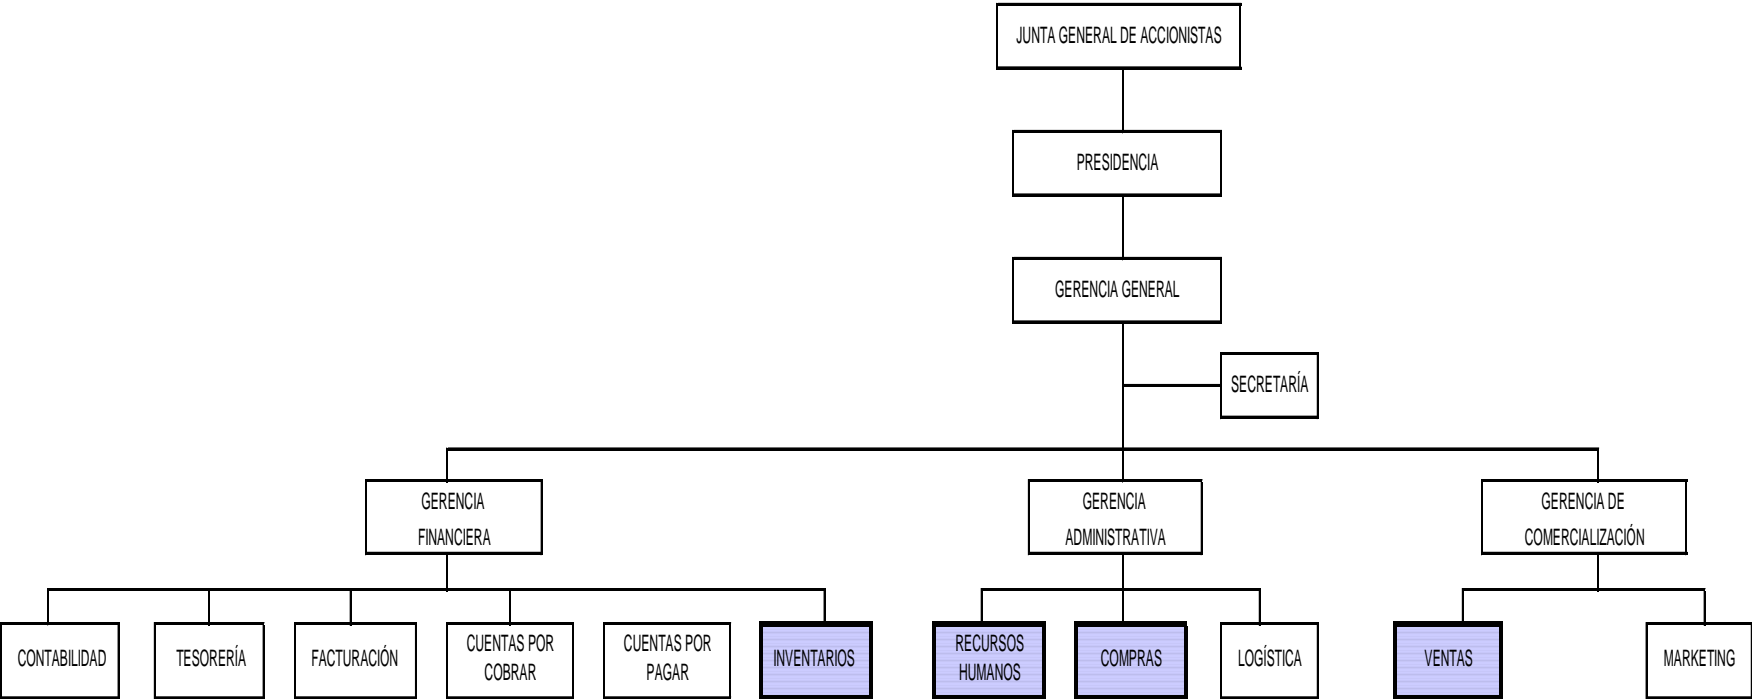 JUNTA GENERAL DE ACCIONISTAS
PRESIDENCIA
GERENCIA GENERAL
SECRETARÍA
GERENCIA
FINANCIERA
GERENCIA
ADMINISTRATIVA
GERENCIA DE
COMERCIALIZACIÓN
CONTABILIDAD
TESORERÍA
FACTURACIÓN
CUENTAS POR
COBRAR
CUENTAS POR
PAGAR
INVENTARIOS
RECURSOS
HUMANOS
COMPRAS
LOGÍSTICA
VENTAS
MARKETING